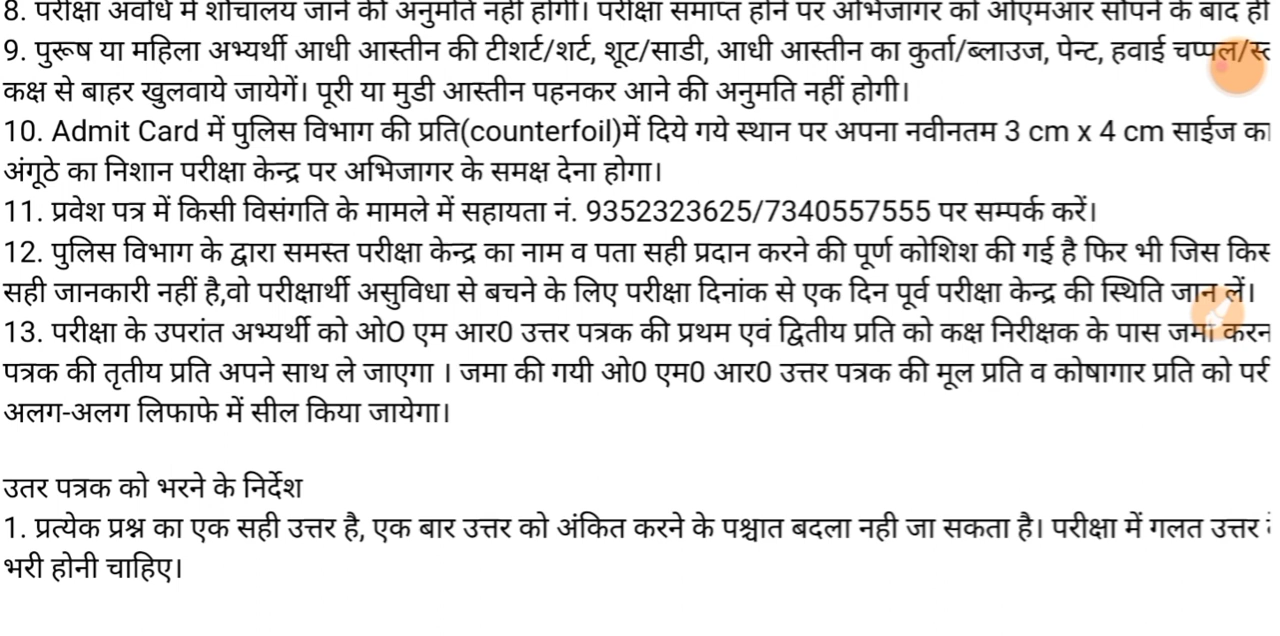 8. परीक्षा अवधि में शौचालय जाने की अनुमति नहीं होगी। परीक्षा समाप्त होने पर अभिजागर को ओएमआर सौंपने के बाद ही
9. पुरूष या महिला अभ्यर्थी आधी आस्तीन की टीशर्ट/शर्ट, शूट/साडी, आधी आस्तीन का कुर्ता/ब्लाउज, पेन्ट, हवाई चप्पल/स्ल
कक्ष से बाहर खुलवाये जायेगें। पूरी या मुडी आस्तीन पहनकर आने की अनुमति नहीं होगी।
10. Admit Card में पुलिस विभाग की प्रति(counterfoil)में दिये गये स्थान पर अपना नवीनतम 3 cm x 4 cm साईज का
अंगूठे का निशान परीक्षा केन्द्र पर अभिजागर के समक्ष देना होगा।
11. प्रवेश पत्र में किसी विसंगति के मामले में सहायता नं. 9352323625/7340557555 पर सम्पर्क करें।
12. पुलिस विभाग के द्वारा समस्त परीक्षा केन्द्र का नाम व पता सही प्रदान करने की पूर्ण कोशिश की गई है फिर भी जिस
सही जानकारी नहीं है,वो परीक्षार्थी असुविधा से बचने के लिए परीक्षा दिनांक से एक दिन पूर्व परीक्षा केन्द्र की स्थिति जान लें।
13. परीक्षा के उपरांत अभ्यर्थी को ओ0 एम आर0 उत्तर पत्रक की प्रथम एवं द्वितीय प्रति को कक्ष निरीक्षक के पास जमा करन
पत्रक की तृतीय प्रति अपने साथ ले जाएगा । जमा की गयी ओ0 एम0 आर0 उत्तर पत्रक की मूल प्रति व कोषागार प्रति को
अलग-अलग लिफाफे में सील किया जायेगा।
उतर पत्रक को भरने के निर्देश
1. प्रत्येक प्रश्न का एक सही उत्तर है, एक बार उत्तर को अंकित करने के पश्चात बदला नही जा सकता है। परीक्षा में गलत उत्तर
भरी होनी चाहिए।